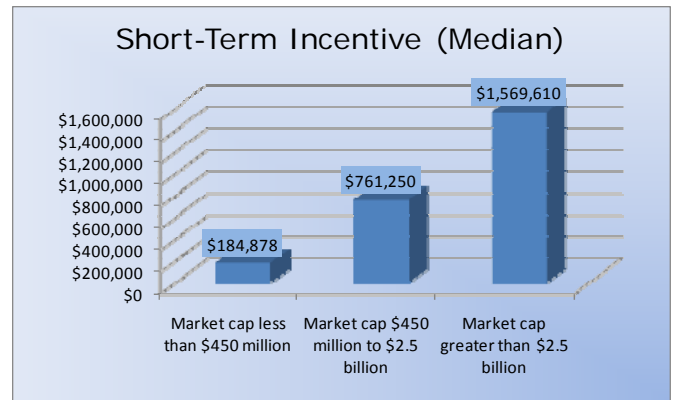 Short-Term Incentive (Median)
$1,600,000
$1,400,000
$1,200,000
$1,000,000
$800,000
$600,000
$400,000
$200,000
$0
$184,878
$761,250
$1,569,610
Market cap less
than $450 million
Market cap $450
million to $2.5
billion
Market cap
greater than $2.5
billion